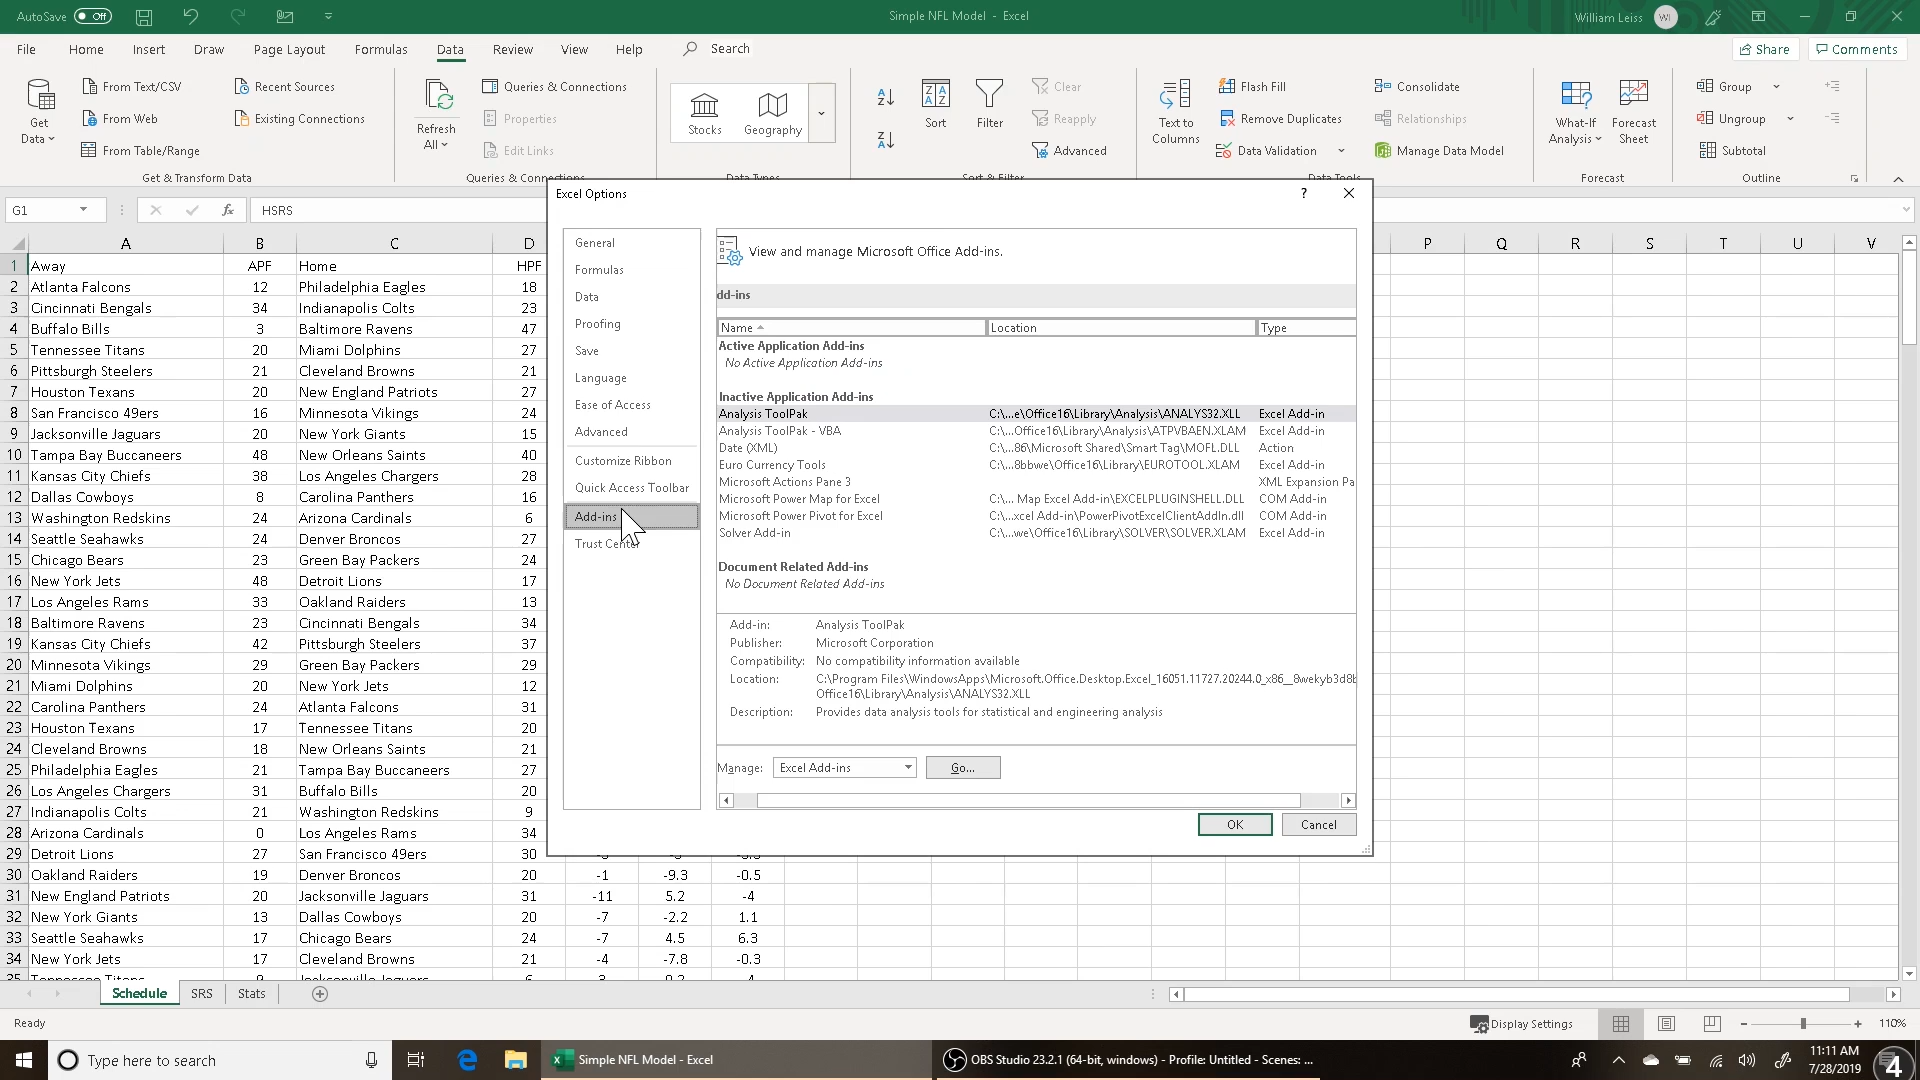 AutoSave Off
Simple NFL Model - Excel
William Leiss WI
File Home Insert Draw Page Layout Formulas Data Review View Help Search
Share Comments
Get Data
From Text/CSV
From Web
From Table/Range
Recent Sources
Existing Connections
Get & Transform Data
Refresh All
Queries & Connections
Properties
Edit Links
Queries & Connections
Stocks Geography
Data Types
Sort Filter
Clear
Reapply
Advanced
Sort & Filter
Text to Columns
Flash Fill
Remove Duplicates
Data Validation
Consolidate
Relationships
Manage Data Model
Data Tools
What-If Analysis
Forecast Sheet
Forecast
Group
Ungroup
Subtotal
Outline
G1 fx HSRS
A B C D P Q R S T U V
1 Away APF Home HPF
2 Atlanta Falcons 12 Philadelphia Eagles 18
3 Cincinnati Bengals 34 Indianapolis Colts 23
4 Buffalo Bills 3 Baltimore Ravens 47
5 Tennessee Titans 20 Miami Dolphins 27
6 Pittsburgh Steelers 21 Cleveland Browns 21
7 Houston Texans 20 New England Patriots 27
8 San Francisco 49ers 16 Minnesota Vikings 24
9 Jacksonville Jaguars 20 New York Giants 15
10 Tampa Bay Buccaneers 48 New Orleans Saints 40
11 Kansas City Chiefs 38 Los Angeles Chargers 28
12 Dallas Cowboys 8 Carolina Panthers 16
13 Washington Redskins 24 Arizona Cardinals 6
14 Seattle Seahawks 24 Denver Broncos 27
15 Chicago Bears 23 Green Bay Packers 24
16 New York Jets 48 Detroit Lions 17
17 Los Angeles Rams 33 Oakland Raiders 13
18 Baltimore Ravens 23 Cincinnati Bengals 34
19 Kansas City Chiefs 42 Pittsburgh Steelers 37
20 Minnesota Vikings 29 Green Bay Packers 29
21 Miami Dolphins 20 New York Jets 12
22 Carolina Panthers 24 Atlanta Falcons 31
23 Houston Texans 17 Tennessee Titans 20
24 Cleveland Browns 18 New Orleans Saints 21
25 Philadelphia Eagles 21 Tampa Bay Buccaneers 27
26 Los Angeles Chargers 31 Buffalo Bills 20
27 Indianapolis Colts 21 Washington Redskins 9
28 Arizona Cardinals 0 Los Angeles Rams 34
29 Detroit Lions 27 San Francisco 49ers 30
30 Oakland Raiders 19 Denver Broncos 20 -1 -9.3 -0.5
31 New England Patriots 20 Jacksonville Jaguars 31 -11 5.2 -4
32 New York Giants 13 Dallas Cowboys 20 -7 -2.2 1.1
33 Seattle Seahawks 17 Chicago Bears 24 -7 4.5 6.3
34 New York Jets 17 Cleveland Browns 21 -4 -7.8 -0.3
35 Tennessee Titans 9 Jacksonville Jaguars 6 3 0.2 4
Excel Options ?
General
Formulas
Data
Proofing
Save
Language
Ease of Access
Advanced
Customize Ribbon
Quick Access Toolbar
Add-ins
Trust Center
View and manage Microsoft Office Add-ins.
dd-ins
Name Location Type
Active Application Add-ins
No Active Application Add-ins
Inactive Application Add-ins
Analysis ToolPak C:\...e\Office16\Library\Analysis\ANALYS32.XLL Excel Add-in
Analysis ToolPak - VBA C:\...Office16\Library\Analysis\ATPVBAEN.XLAM Excel Add-in
Date (XML) C:\...86\Microsoft Shared\Smart Tag\MOFL.DLL Action
Euro Currency Tools C:\...8bbwe\Office16\Library\EUROTOOL.XLAM Excel Add-in
Microsoft Actions Pane 3 XML Expansion Pa
Microsoft Power Map for Excel C:\... Map Excel Add-in\EXCELPLUGINSHELL.DLL COM Add-in
Microsoft Power Pivot for Excel C:\...xcel Add-in\PowerPivotExcelClientAddIn.dll COM Add-in
Solver Add-in C:\...we\Office16\Library\SOLVER\SOLVER.XLAM Excel Add-in
Document Related Add-ins
No Document Related Add-ins
Add-in: Analysis ToolPak
Publisher: Microsoft Corporation
Compatibility: No compatibility information available
Location: C:\Program Files\WindowsApps\Microsoft.Office.Desktop.Excel_16051.11727.20244.0_x86__8wekyb3d8b
Office16\Library\Analysis\ANALYS32.XLL
Description: Provides data analysis tools for statistical and engineering analysis
Manage: Excel Add-ins Go...
OK Cancel
Schedule SRS Stats
Ready Display Settings 110%
Type here to search
Simple NFL Model - Excel
OBS Studio 23.2.1 (64-bit, windows) - Profile: Untitled - Scenes: ...
11:11 AM
7/28/2019
4